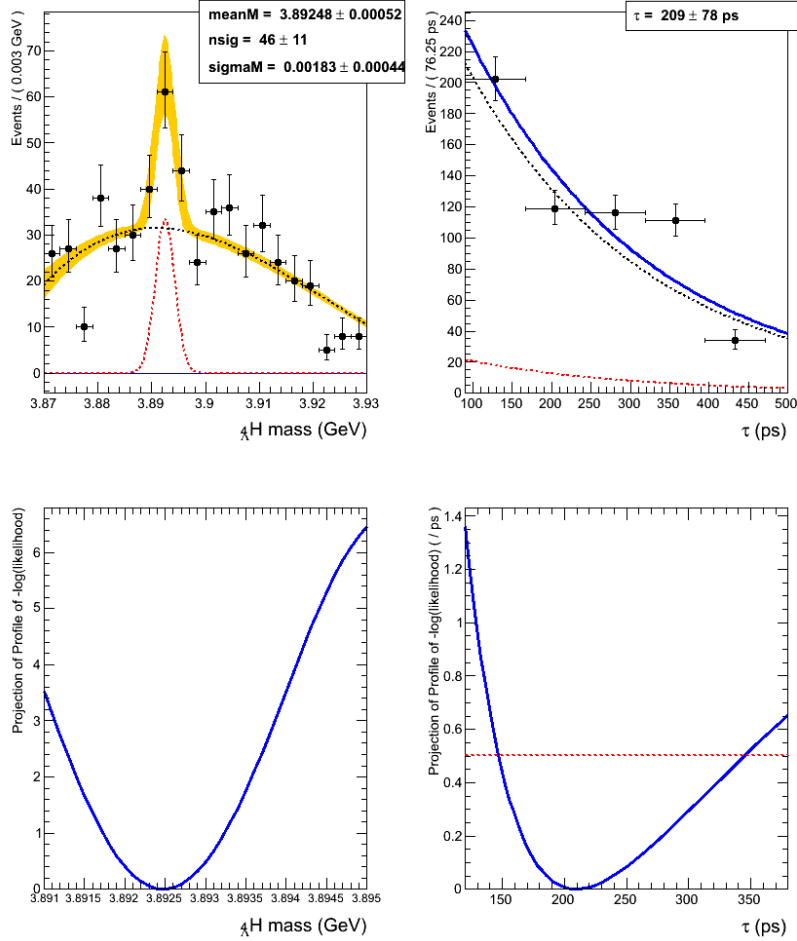 meanM = 3.89248 ± 0.00052
nsig = 46 ± 11
sigmaM = 0.00183 ± 0.00044
Events / ( 0.003 GeV )
70
60
50
40
30
20
10
0
3.87 3.88 3.89 3.9 3.91 3.92 3.93
⁴ΛH mass (GeV)
τ = 209 ± 78 ps
Events / ( 76.25 ps )
240
220
200
180
160
140
120
100
80
60
40
20
0
100 150 200 250 300 350 400 450 500
τ (ps)
Projection of Profile of -log(likelihood)
6
5
4
3
2
1
0
3.891 3.8915 3.892 3.8925 3.893 3.8935 3.894 3.8945 3.895
⁴ΛH mass (GeV)
Projection of Profile of -log(likelihood) ( / ps )
1.4
1.2
1
0.8
0.6
0.4
0.2
0
150 200 250 300 350
τ (ps)